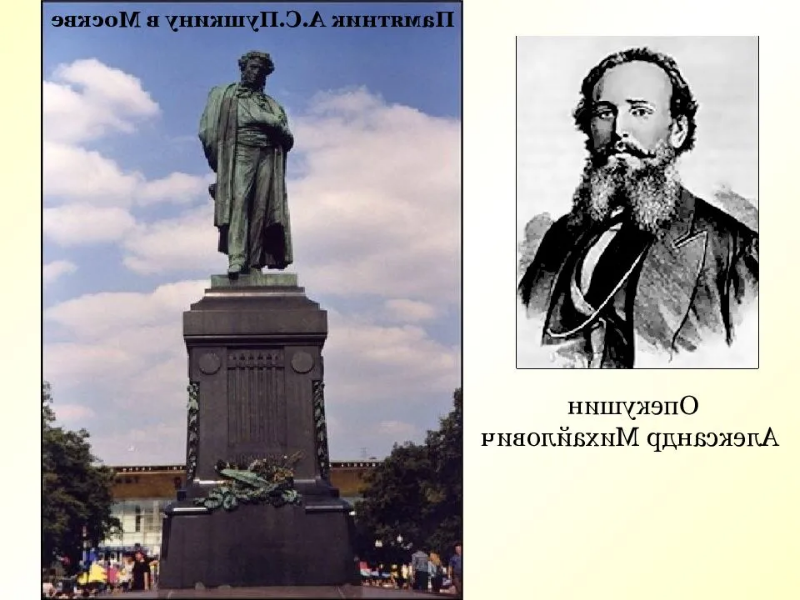 Памятник А.С.Пушкину в Москве
Опекушин
Александр Михайлович